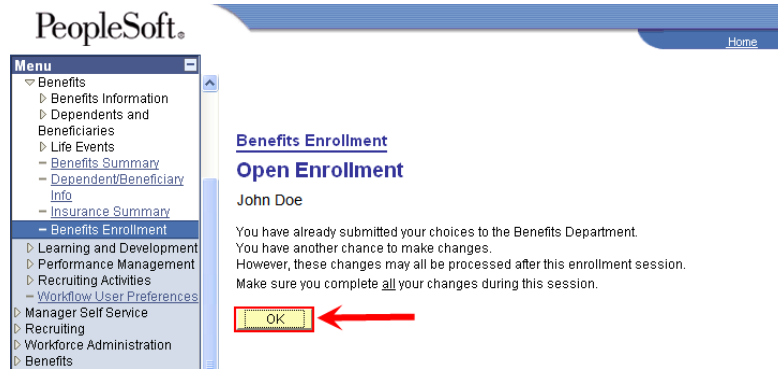 PeopleSoft.
Home
Menu
Benefits
Benefits Information
Dependents and
Beneficiaries
Life Events
Benefits Summary
Dependent/Beneficiary
Info
Insurance Summary
Benefits Enrollment
Learning and Development
Performance Management
Recruiting Activities
Workflow User Preferences
Manager Self Service
Recruiting
Workforce Administration
Benefits
Benefits Enrollment
Open Enrollment
John Doe
You have already submitted your choices to the Benefits Department.
You have another chance to make changes.
However, these changes may all be processed after this enrollment session.
Make sure you complete all your changes during this session.
OK